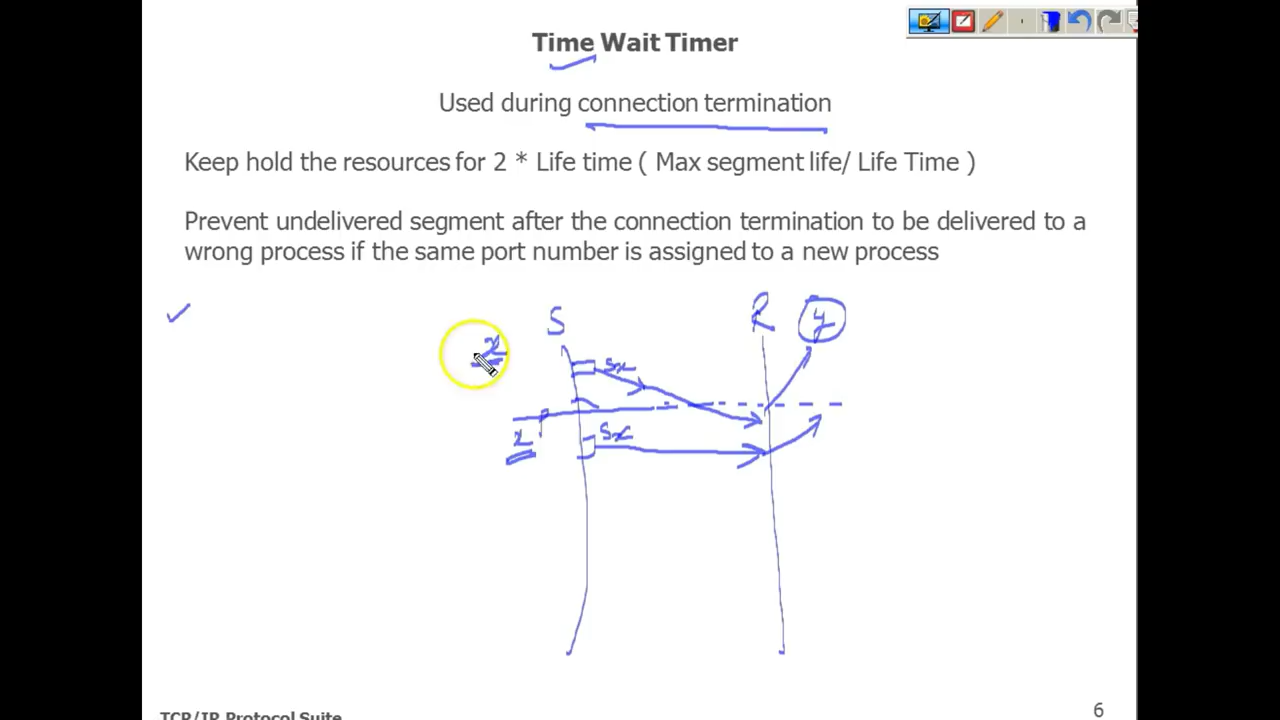 Time Wait Timer
Used during connection termination
Keep hold the resources for 2 * Life time ( Max segment life/ Life Time )
Prevent undelivered segment after the connection termination to be delivered to a
wrong process if the same port number is assigned to a new process
S R y
x sx
x sx
TCP/IP Protocol Suite
6